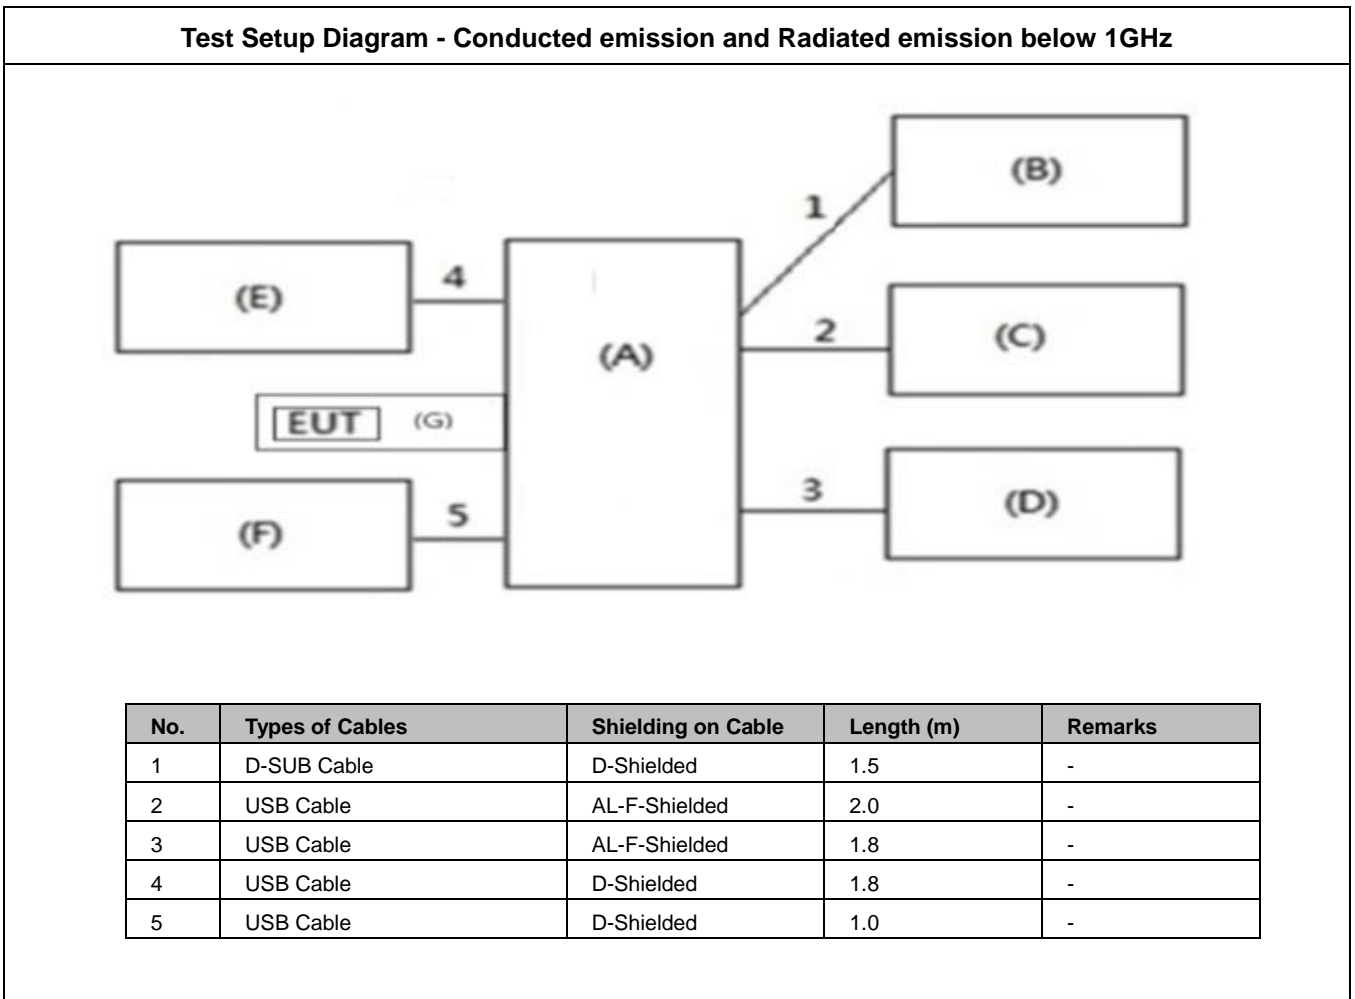 Test Setup Diagram - Conducted emission and Radiated emission below 1GHz
(B)
1
(E)
4
(A)
2
(C)
EUT (G)
3
(D)
(F)
5
No. Types of Cables Shielding on Cable Length (m) Remarks
1 D-SUB Cable D-Shielded 1.5 -
2 USB Cable AL-F-Shielded 2.0 -
3 USB Cable AL-F-Shielded 1.8 -
4 USB Cable D-Shielded 1.8 -
5 USB Cable D-Shielded 1.0 -